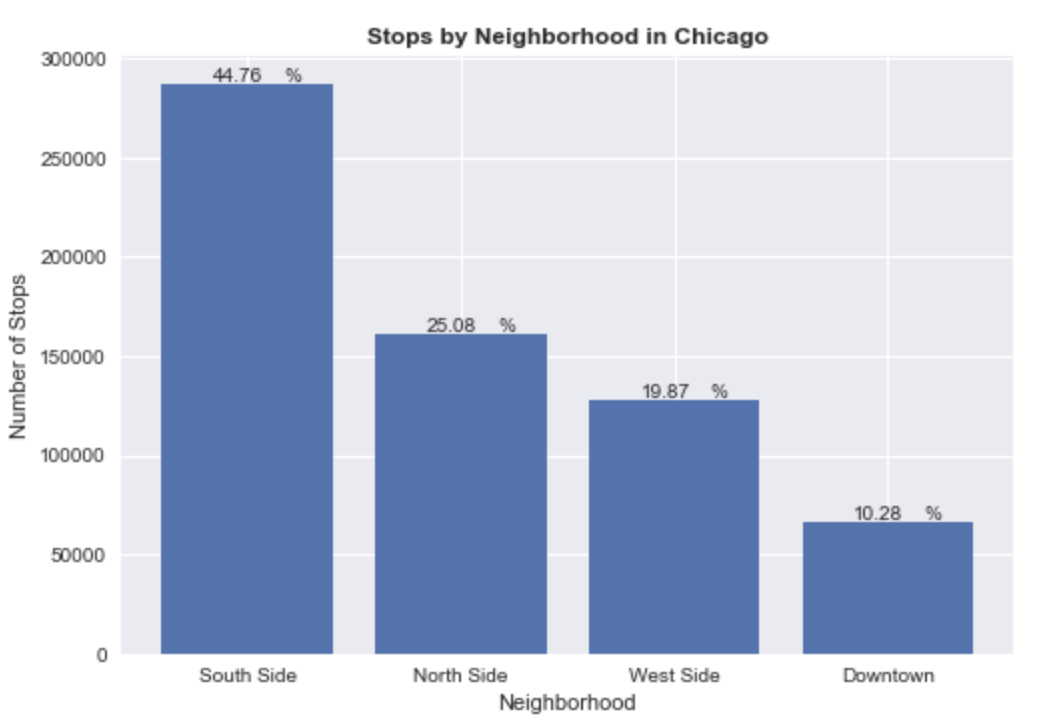 Stops by Neighborhood in Chicago
300000
250000
200000
150000
100000
50000
0
Number of Stops
44.76 %
25.08 %
19.87 %
10.28 %
South Side
North Side
West Side
Downtown
Neighborhood